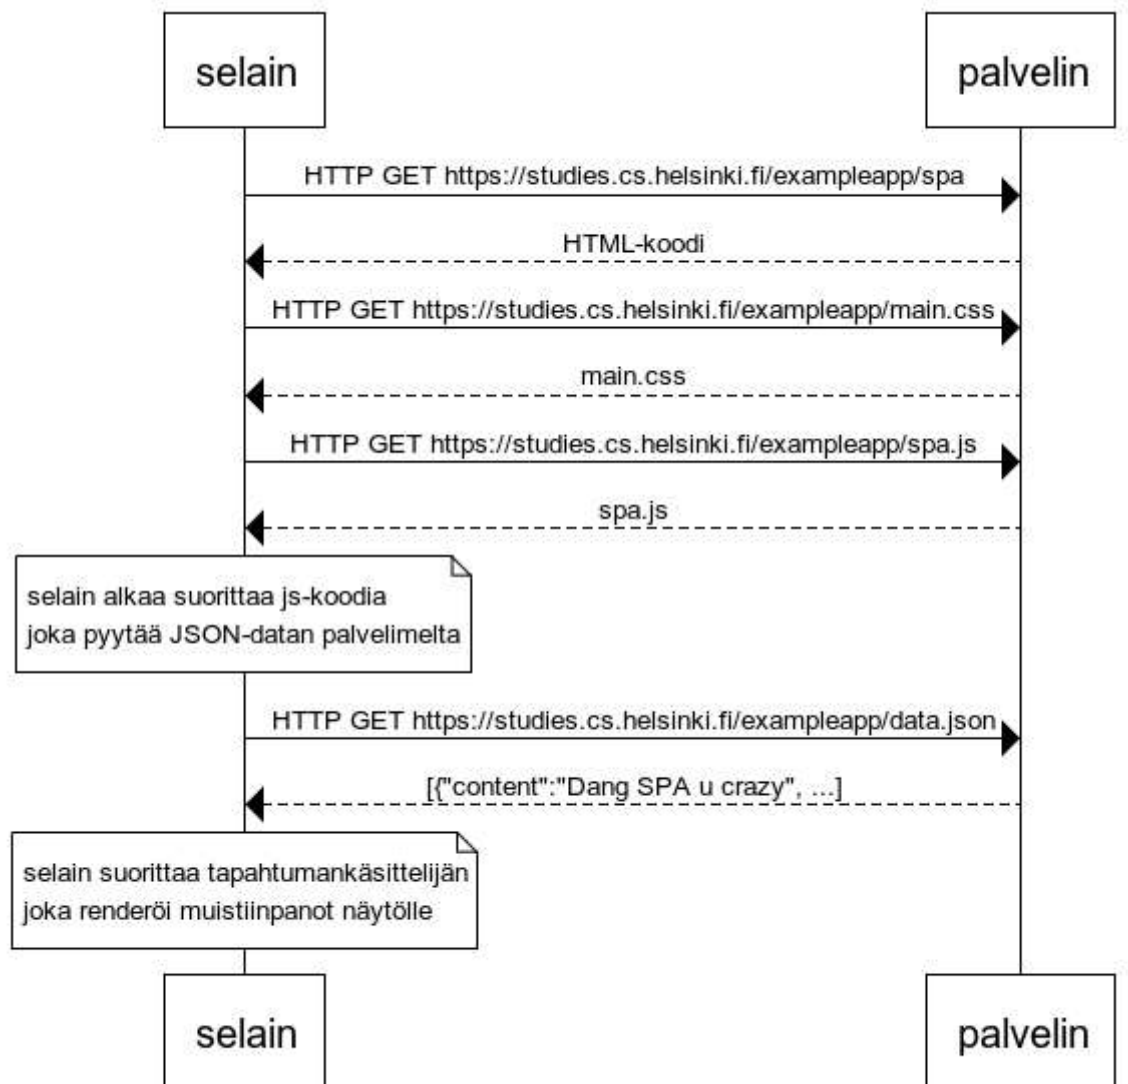 selain
palvelin
HTTP GET https://studies.cs.helsinki.fi/exampleapp/spa
HTML-koodi
HTTP GET https://studies.cs.helsinki.fi/exampleapp/main.css
main.css
HTTP GET https://studies.cs.helsinki.fi/exampleapp/spa.js
spa.js
selain alkaa suorittaa js-koodia
joka pyytää JSON-datan palvelimelta
HTTP GET https://studies.cs.helsinki.fi/exampleapp/data.json
[{"content":"Dang SPA u crazy", ...]
selain suorittaa tapahtumankäsittelijän
joka renderöi muistiinpanot näytölle
selain
palvelin